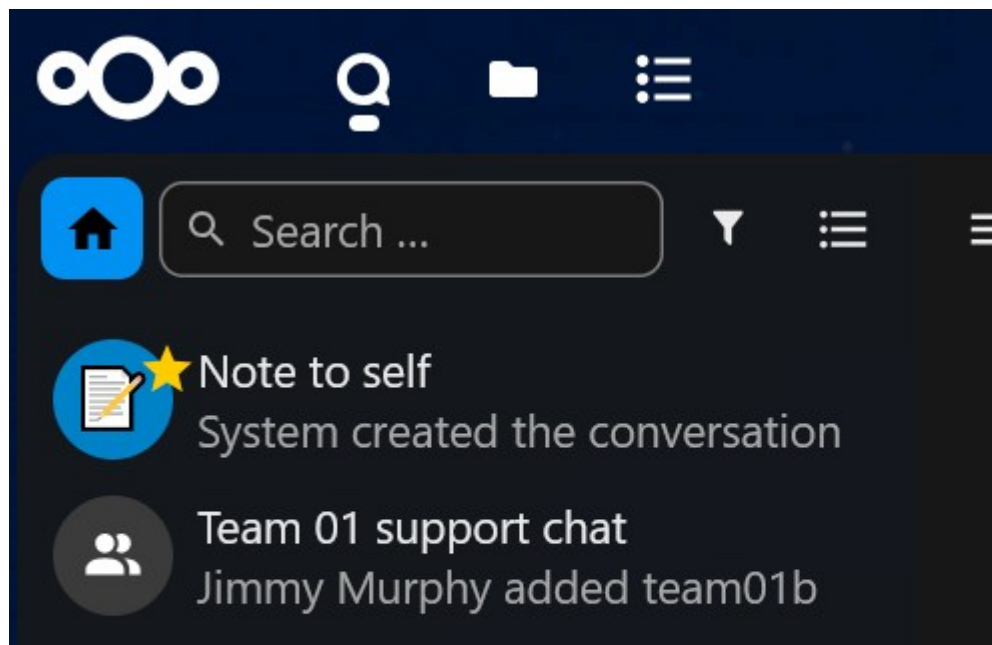 Search ...
Note to self
System created the conversation
Team 01 support chat
Jimmy Murphy added team01b